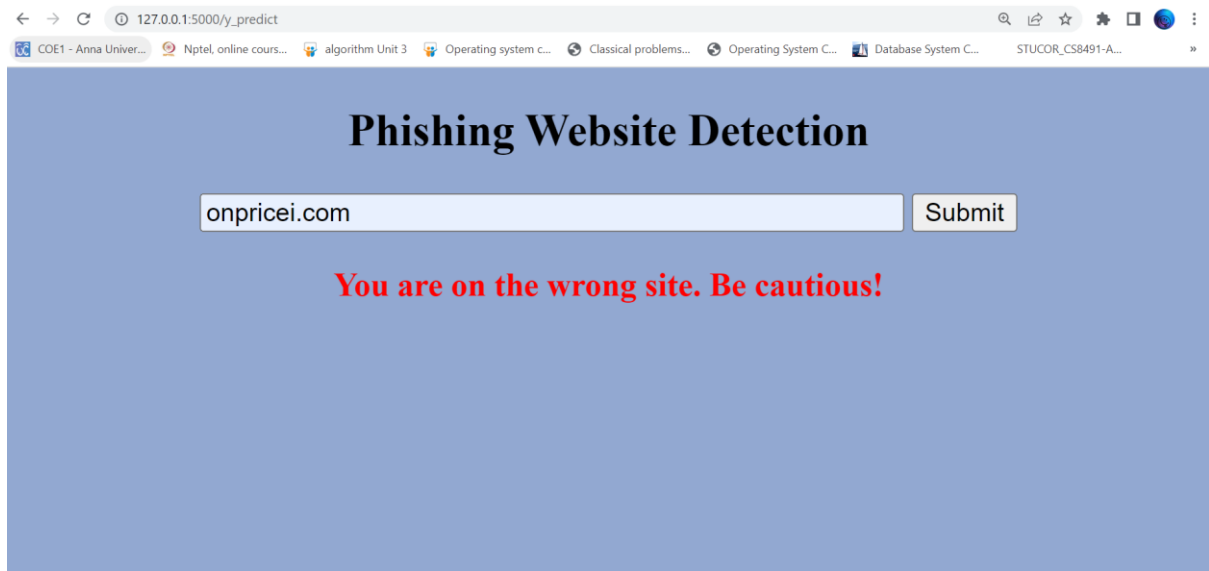 127.0.0.1:5000/y_predict
COE1 - Anna Univer... Nptel, online cours... algorithm Unit 3 Operating system c... Classical problems... Operating System C... Database System C... STUCOR_CS8491-A... »
Phishing Website Detection
onpricei.com Submit
You are on the wrong site. Be cautious!